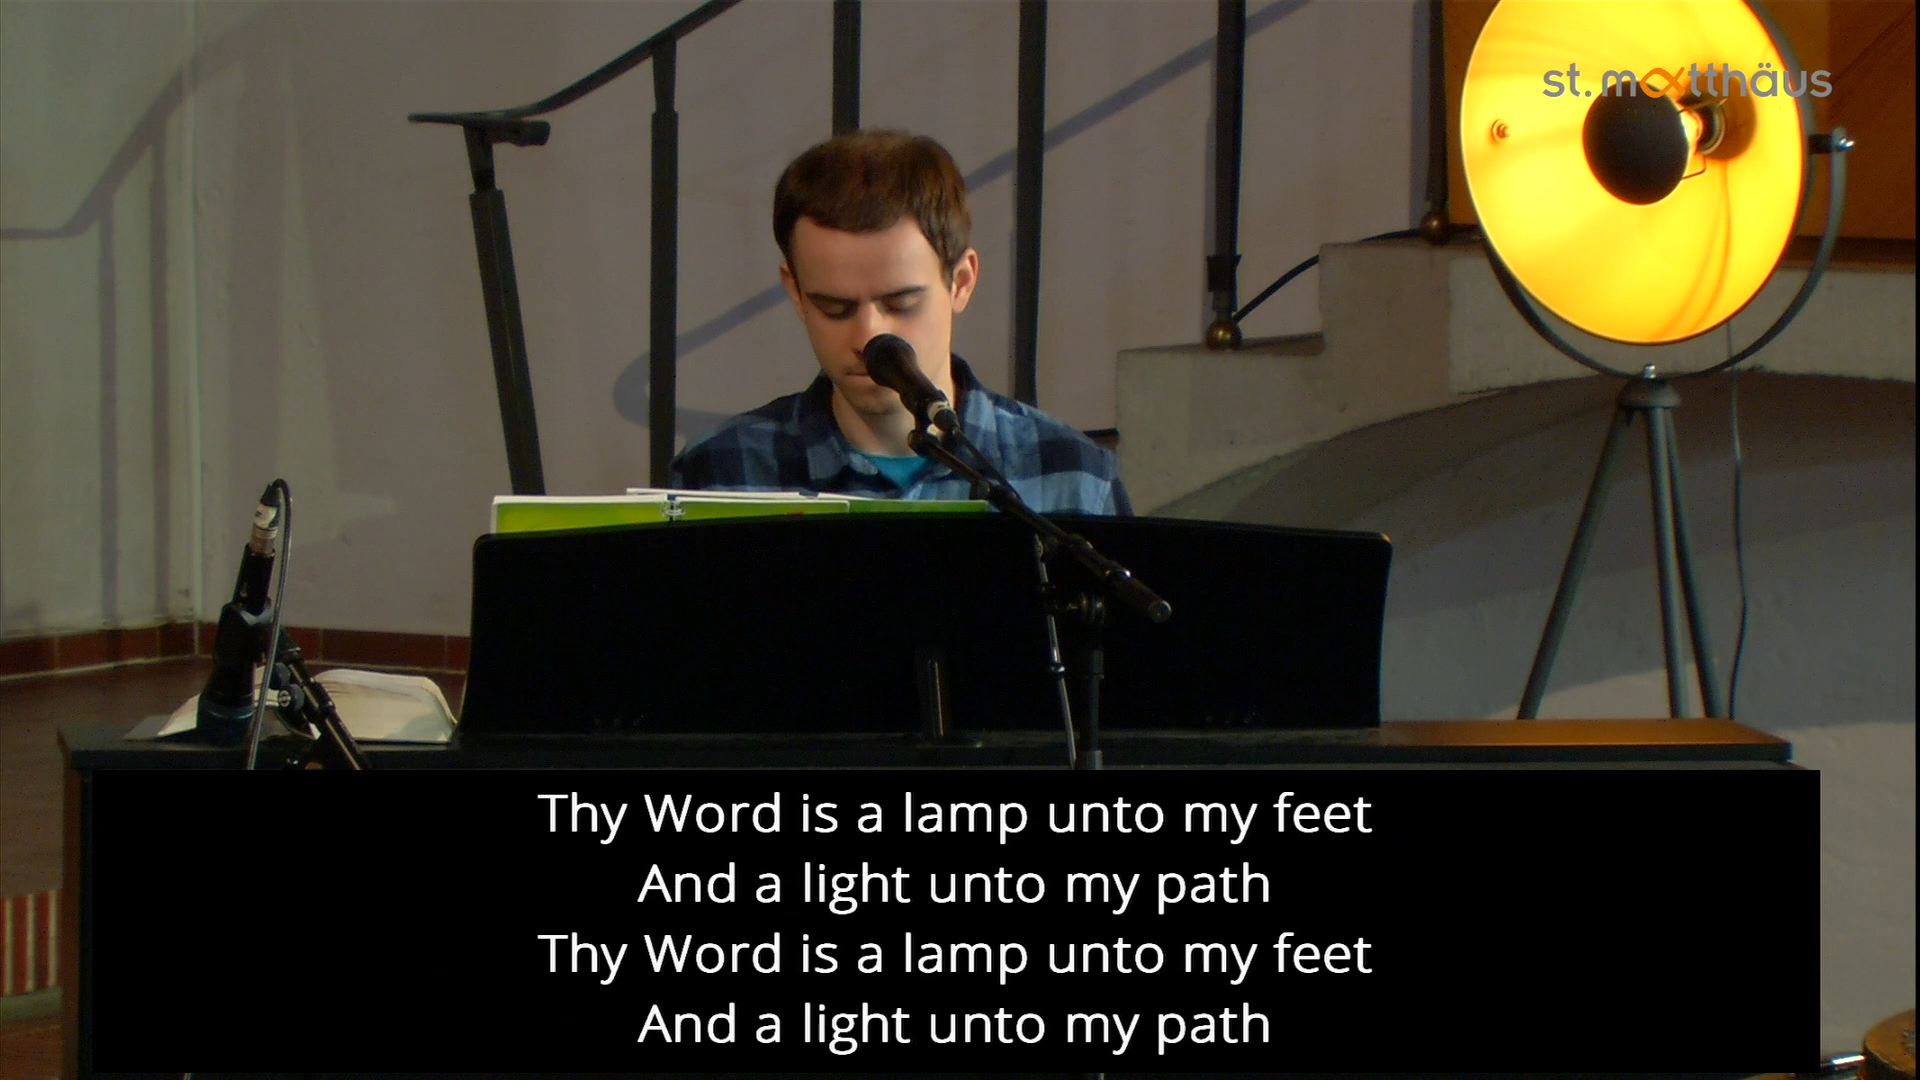 st. matthäus
Thy Word is a lamp unto my feet
And a light unto my path
Thy Word is a lamp unto my feet
And a light unto my path